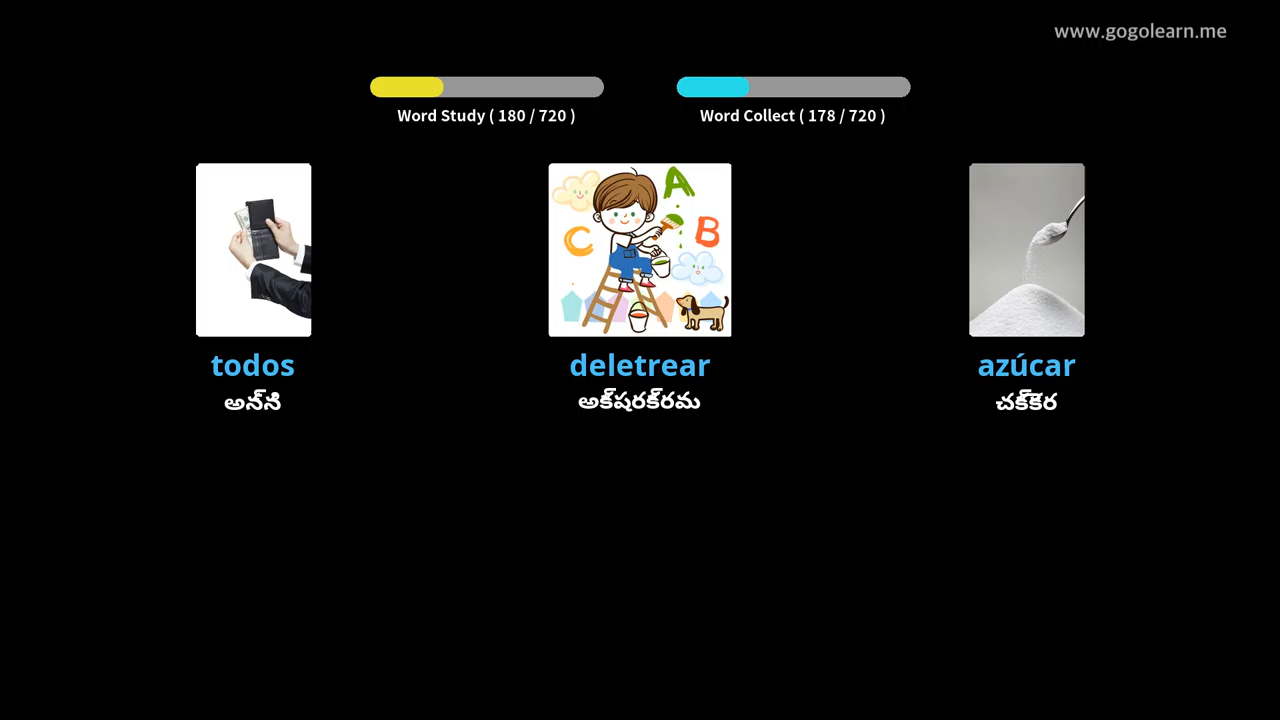 www.gogolearn.me
Word Study ( 180 / 720 )
Word Collect ( 178 / 720 )
A
B
C
todos
deletrear
azúcar
అన్‌ని
అక్‌షరక్‌రమ
చక్‌కెర